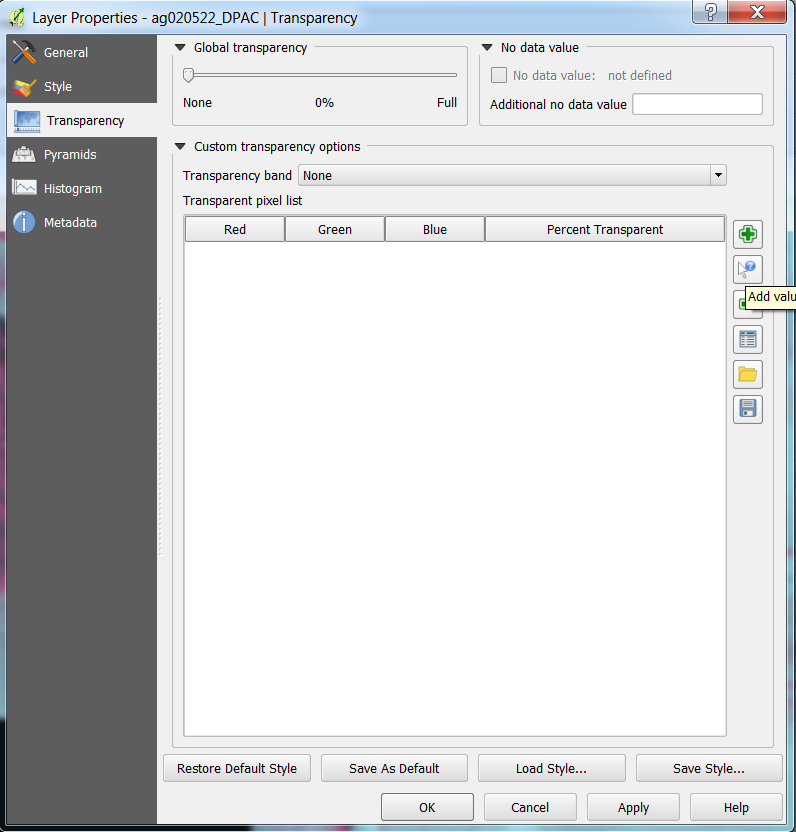 Layer Properties - ag020522_DPAC | Transparency
General
Style
Transparency
Pyramids
Histogram
Metadata
Global transparency
None 0% Full
No data value
No data value: not defined
Additional no data value
Custom transparency options
Transparency band None
Transparent pixel list
Red Green Blue Percent Transparent
Add valu
Restore Default Style Save As Default Load Style... Save Style...
OK Cancel Apply Help